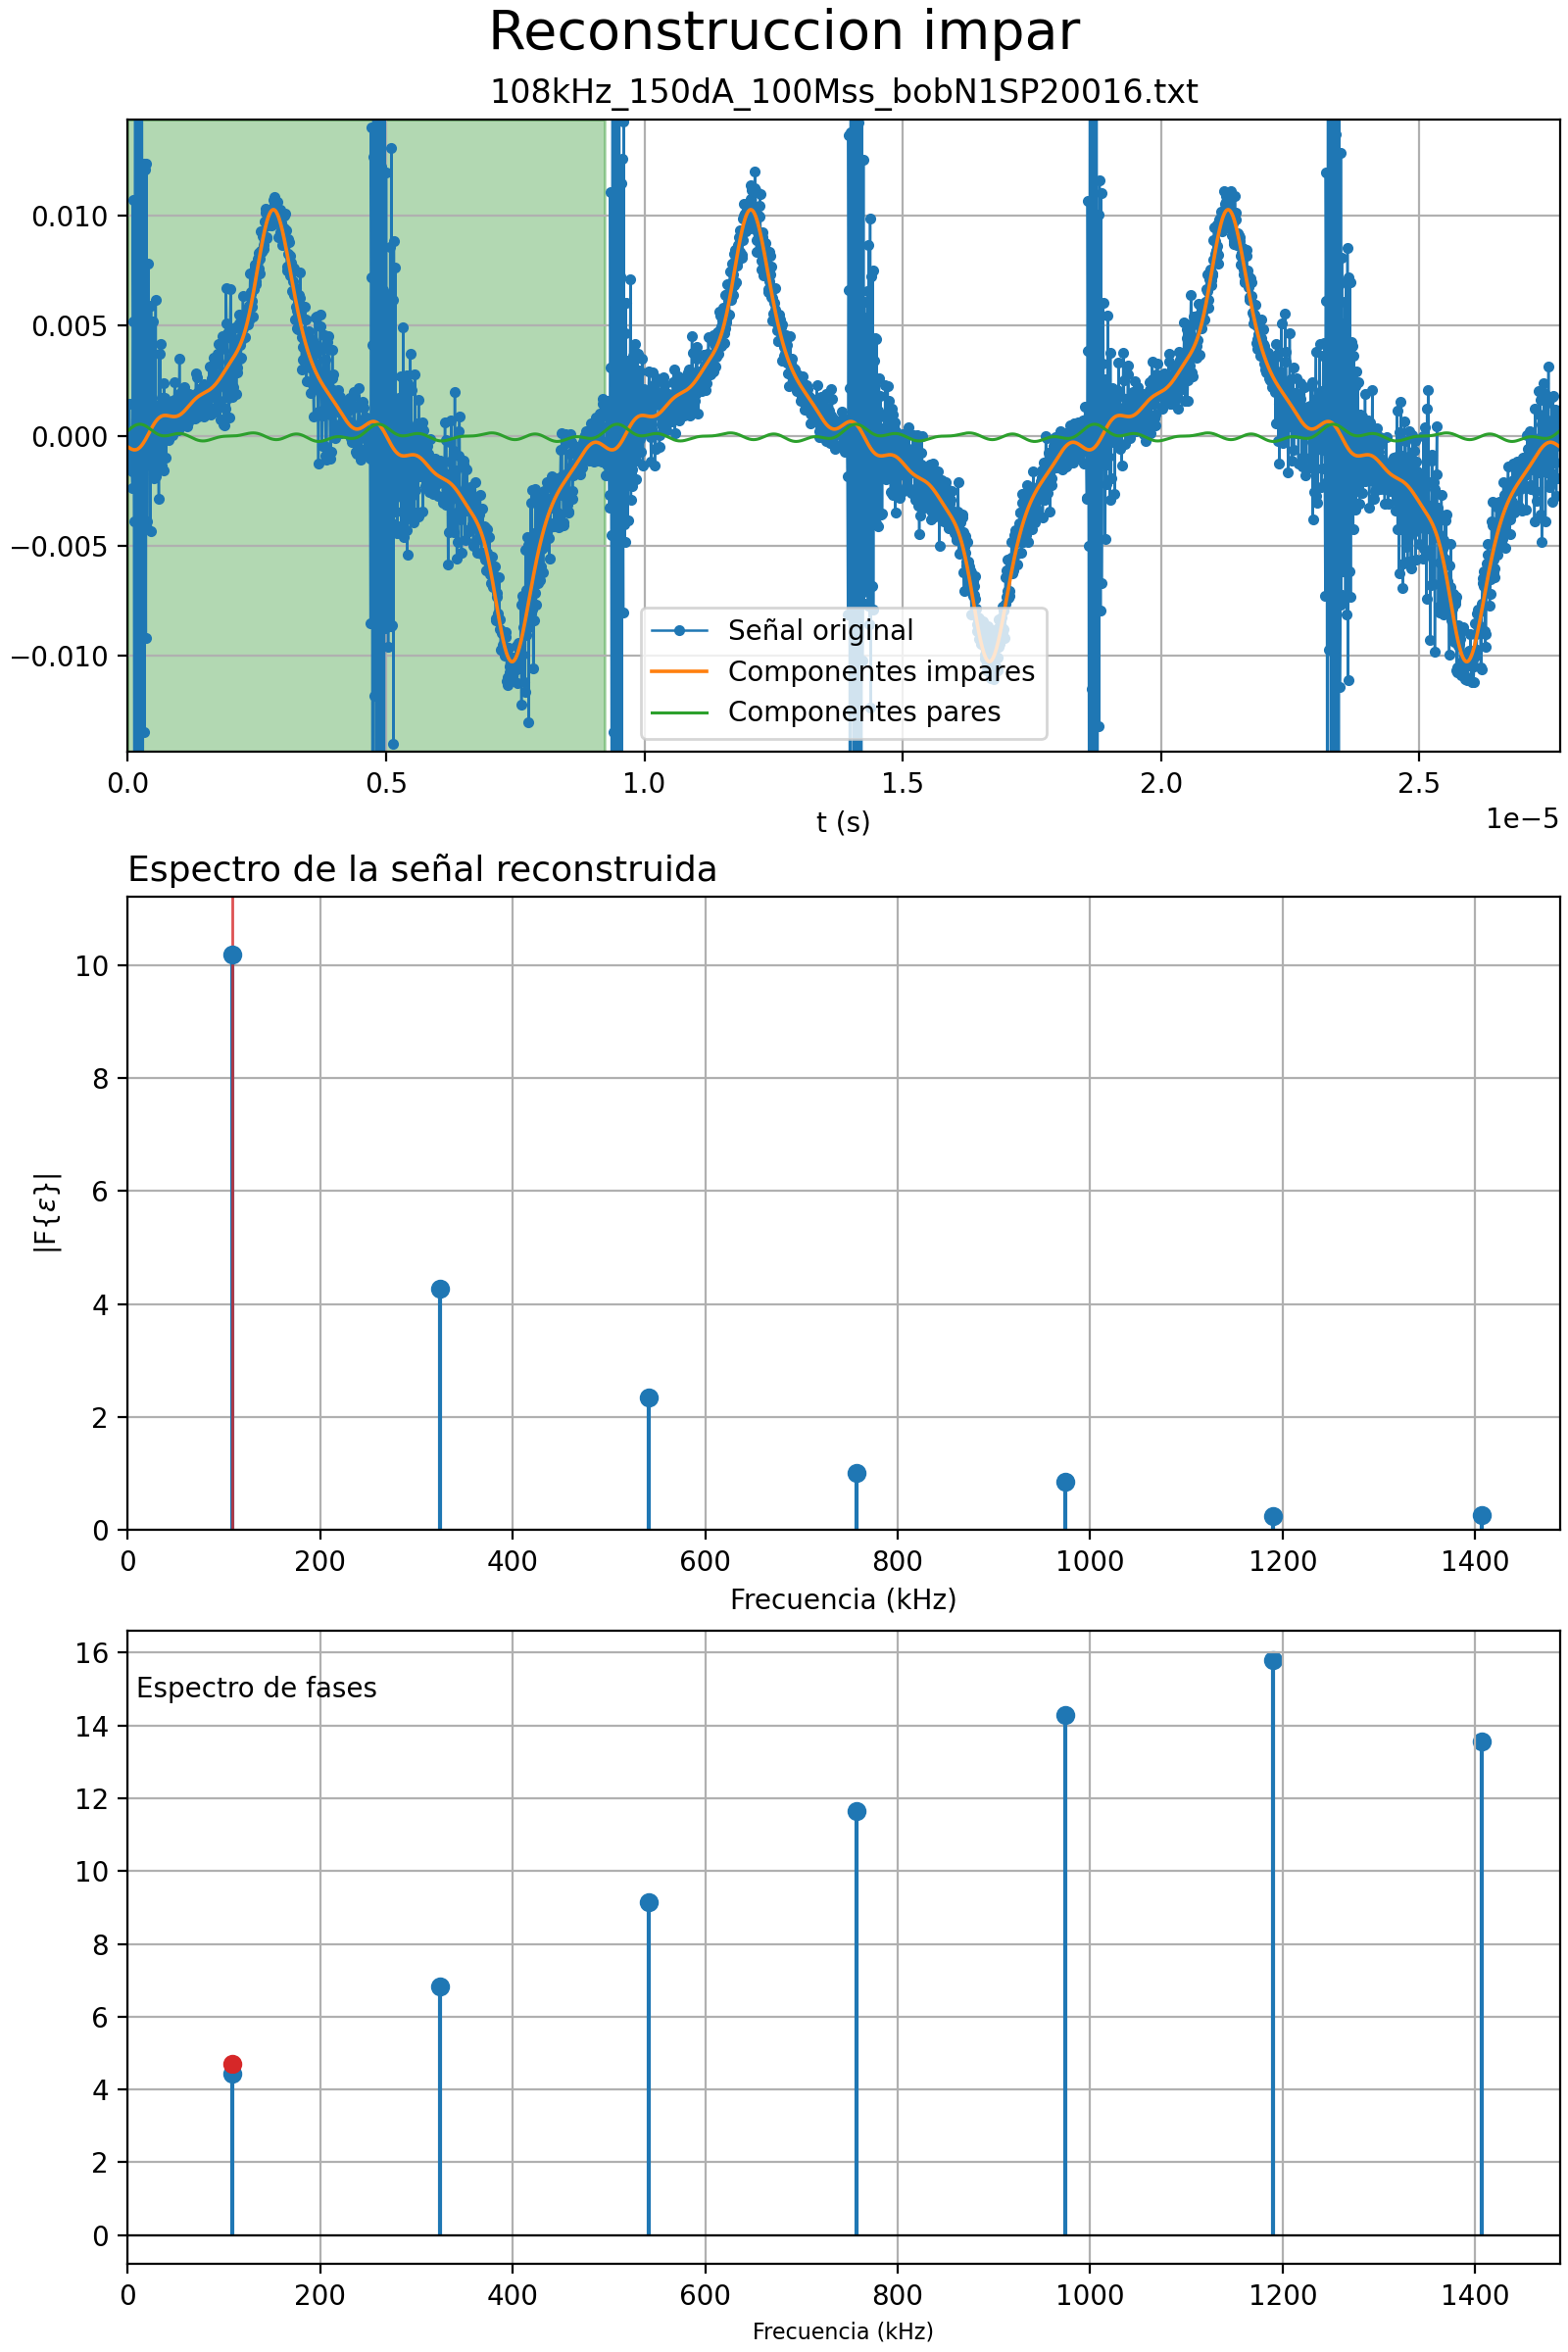 Reconstruccion impar
108kHz_150dA_100Mss_bobN1SP20016.txt
0.010
0.005
0.000
−0.005
−0.010
Señal original
Componentes impares
Componentes pares
0.0 0.5 1.0 1.5 2.0 2.5
1e−5
t (s)
Espectro de la señal reconstruida
10
8
6
4
2
0
|F{ε}|
0 200 400 600 800 1000 1200 1400
Frecuencia (kHz)
16
Espectro de fases
14
12
10
8
6
4
2
0
0 200 400 600 800 1000 1200 1400
Frecuencia (kHz)